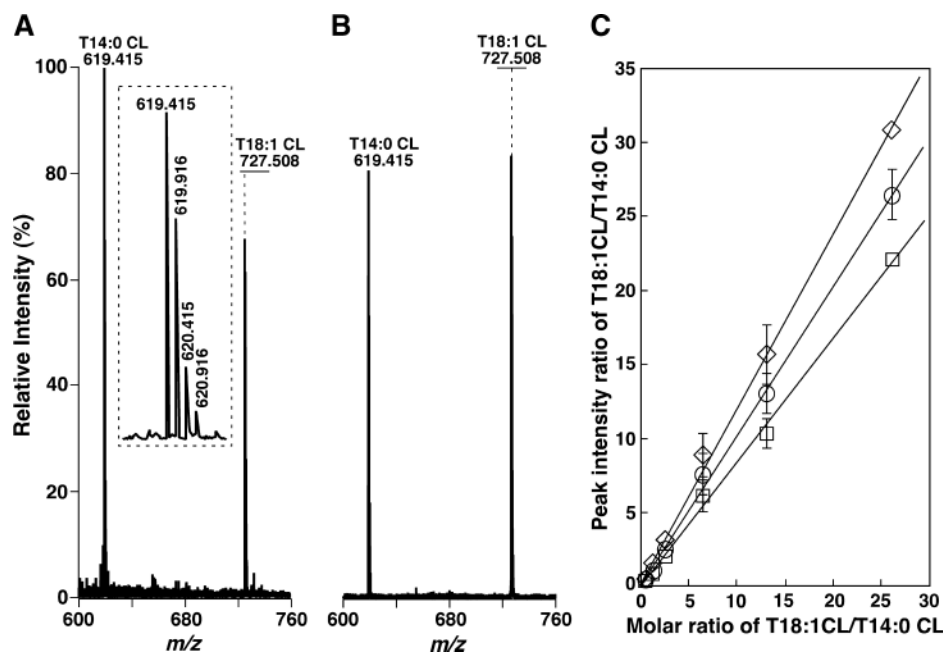 A
T14:0 CL
619.415
100
80
60
40
20
0
Relative Intensity (%)
619.415
619.916
620.415
620.916
T18:1 CL
727.508
600
680
760
m/z
B
T14:0 CL
619.415
T18:1 CL
727.508
600
680
760
m/z
C
35
30
25
20
15
10
5
0
Peak intensity ratio of T18:1CL/T14:0 CL
0
5
10
15
20
25
30
Molar ratio of T18:1CL/T14:0 CL